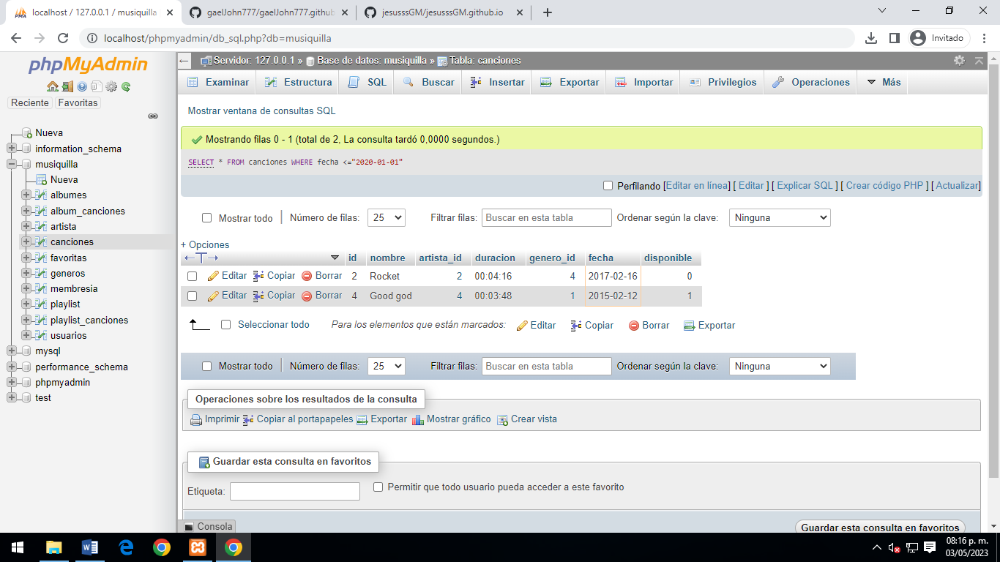 localhost / 127.0.0.1 / musiquilla
gaelJohn777/gaelJohn777.github
jesusssGM/jesusssGM.github.io
localhost/phpmyadmin/db_sql.php?db=musiquilla
Invitado
phpMyAdmin
Reciente Favoritas
Nueva
information_schema
musiquilla
Nueva
albumes
album_canciones
artista
canciones
favoritas
generos
membresia
playlist
playlist_canciones
usuarios
mysql
performance_schema
phpmyadmin
test
Servidor: 127.0.0.1 » Base de datos: musiquilla » Tabla: canciones
Examinar Estructura SQL Buscar Insertar Exportar Importar Privilegios Operaciones Más
Mostrar ventana de consultas SQL
Mostrando filas 0 - 1 (total de 2, La consulta tardó 0,0000 segundos.)
SELECT * FROM canciones WHERE fecha <="2020-01-01"
Perfilando [Editar en línea] [ Editar ] [ Explicar SQL ] [ Crear código PHP ] [ Actualizar]
Mostrar todo Número de filas: 25 Filtrar filas: Buscar en esta tabla Ordenar según la clave: Ninguna
+ Opciones
id nombre artista_id duracion genero_id fecha disponible
Editar Copiar Borrar 2 Rocket 2 00:04:16 4 2017-02-16 0
Editar Copiar Borrar 4 Good god 4 00:03:48 1 2015-02-12 1
Seleccionar todo Para los elementos que están marcados: Editar Copiar Borrar Exportar
Mostrar todo Número de filas: 25 Filtrar filas: Buscar en esta tabla Ordenar según la clave: Ninguna
Operaciones sobre los resultados de la consulta
Imprimir Copiar al portapapeles Exportar Mostrar gráfico Crear vista
Guardar esta consulta en favoritos
Etiqueta: Permitir que todo usuario pueda acceder a este favorito
Consola
Guardar esta consulta en favoritos
08:16 p. m.
03/05/2023